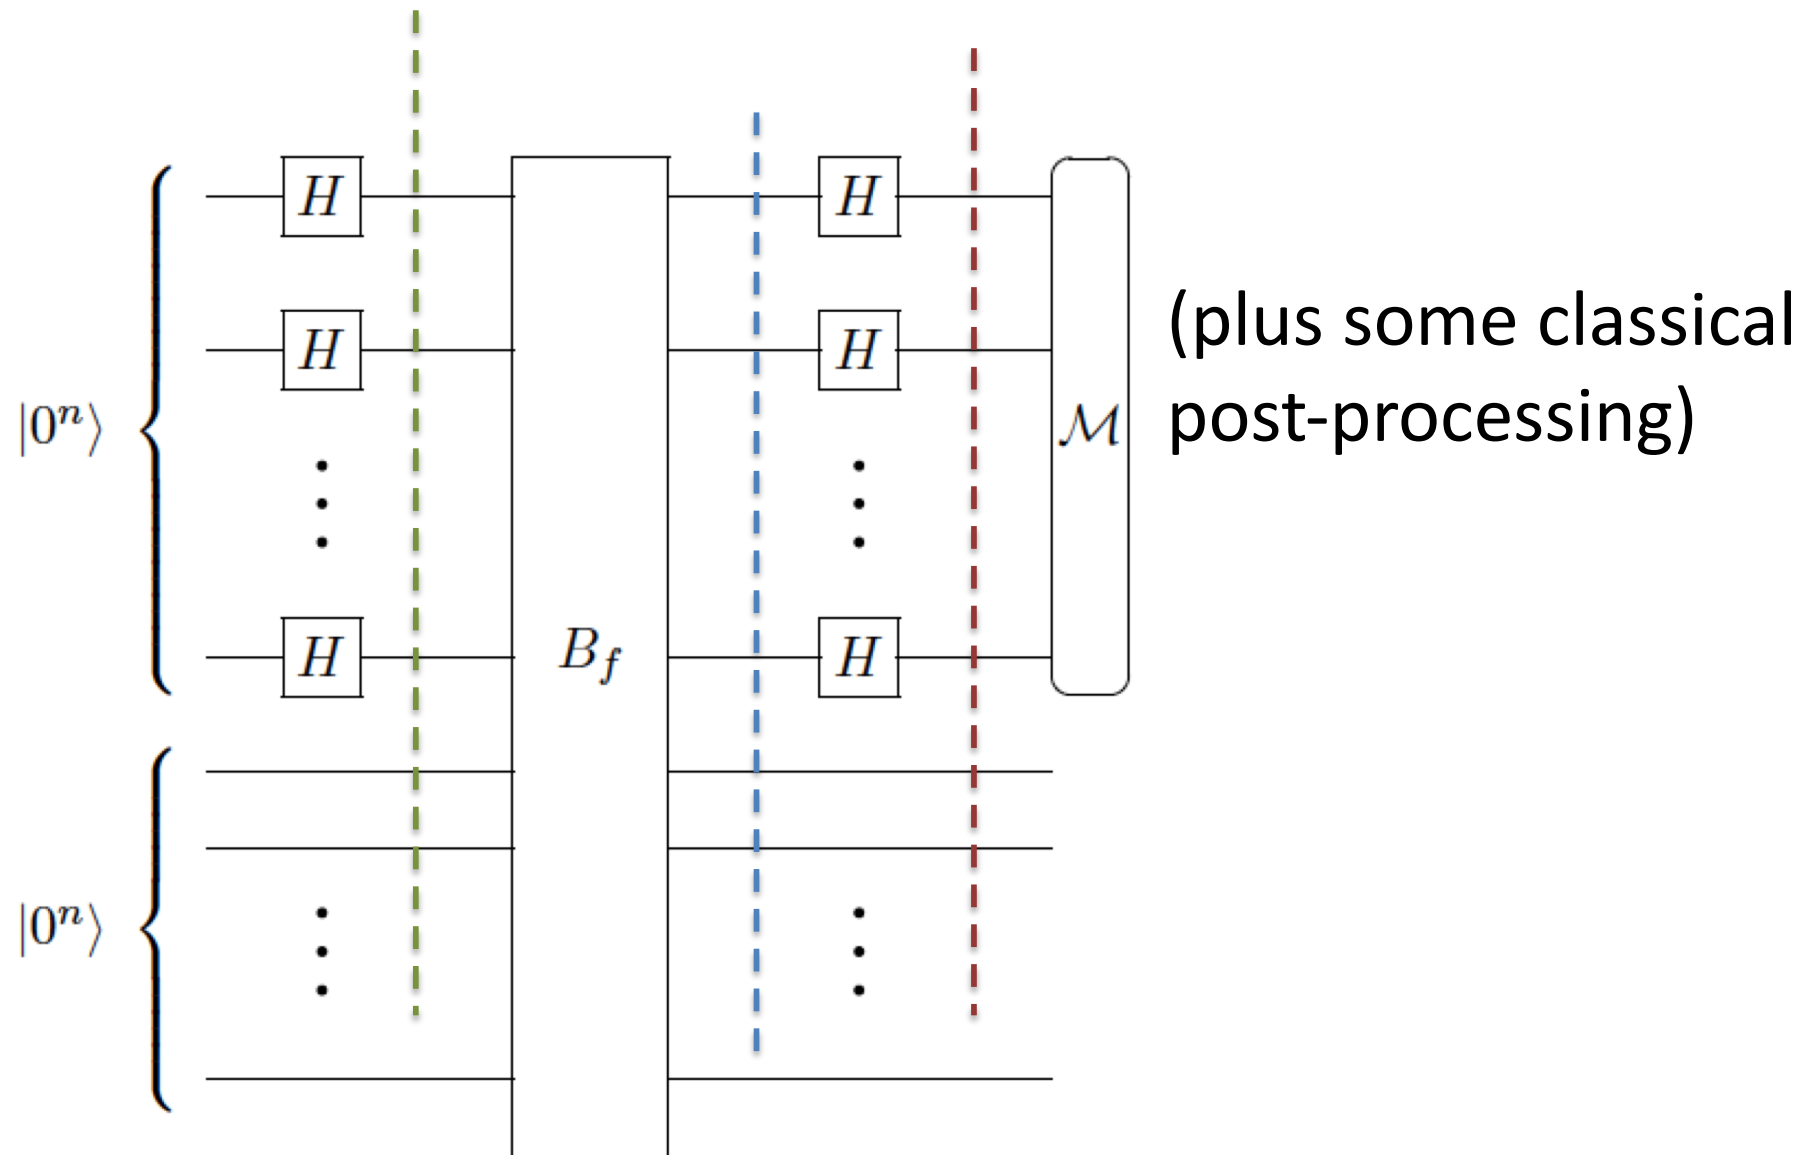 H
H
(plus some classical
H
H
post-processing)
|0ⁿ⟩
ℳ
H
B_f
H
|0ⁿ⟩